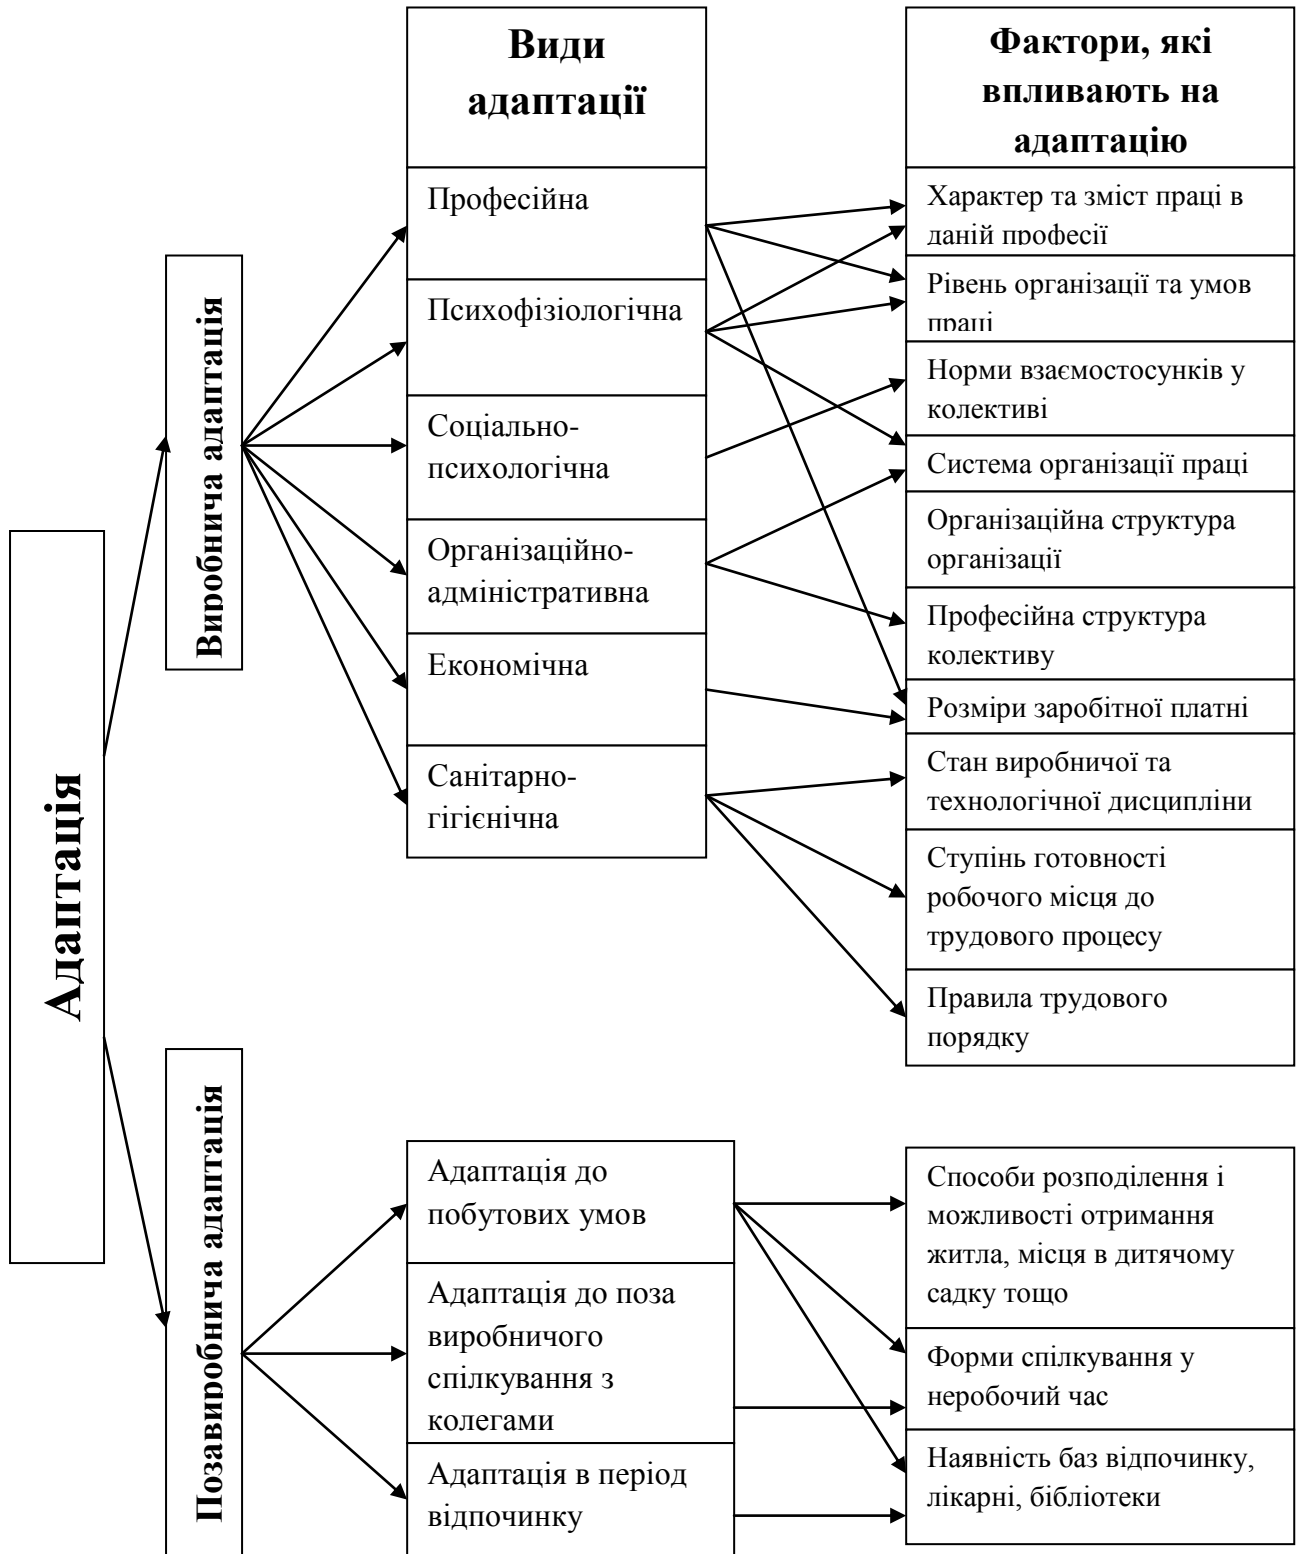 Види
адаптації
Фактори, які
впливають на
адаптацію
Професійна
Психофізіологічна
Соціально-
психологічна
Організаційно-
адміністративна
Економічна
Санітарно-
гігієнічна
Характер та зміст праці в
даній професії
Рівень організації та умов
праці
Норми взаємостосунків у
колективі
Система організації праці
Організаційна структура
організації
Професійна структура
колективу
Розміри заробітної платні
Стан виробничої та
технологічної дисципліни
Ступінь готовності
робочого місця до
трудового процесу
Правила трудового
порядку
Виробнича адаптація
Адаптація
Позавиробнича адаптація
Адаптація до
побутових умов
Адаптація до поза
виробничого
спілкування з
колегами
Адаптація в період
відпочинку
Способи розподілення і
можливості отримання
житла, місця в дитячому
садку тощо
Форми спілкування у
неробочий час
Наявність баз відпочинку,
лікарні, бібліотеки